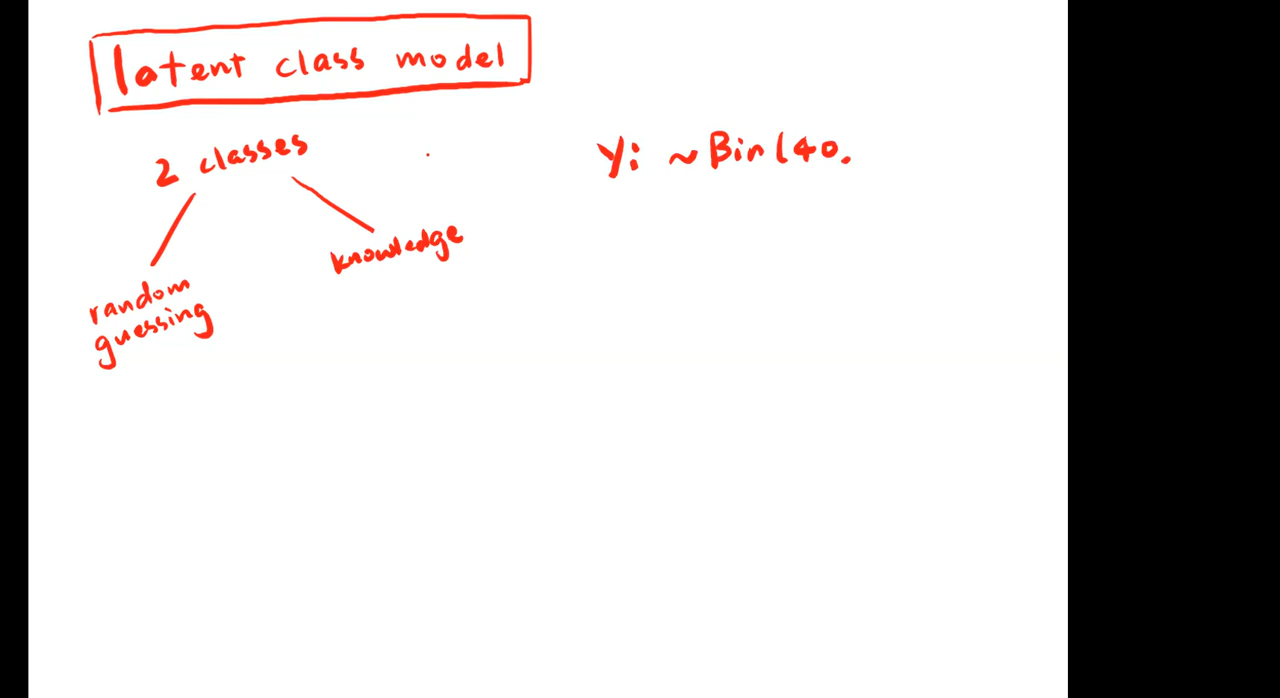 latent class model
2 classes
Yi ~ Bin(40,
knowledge
random
guessing